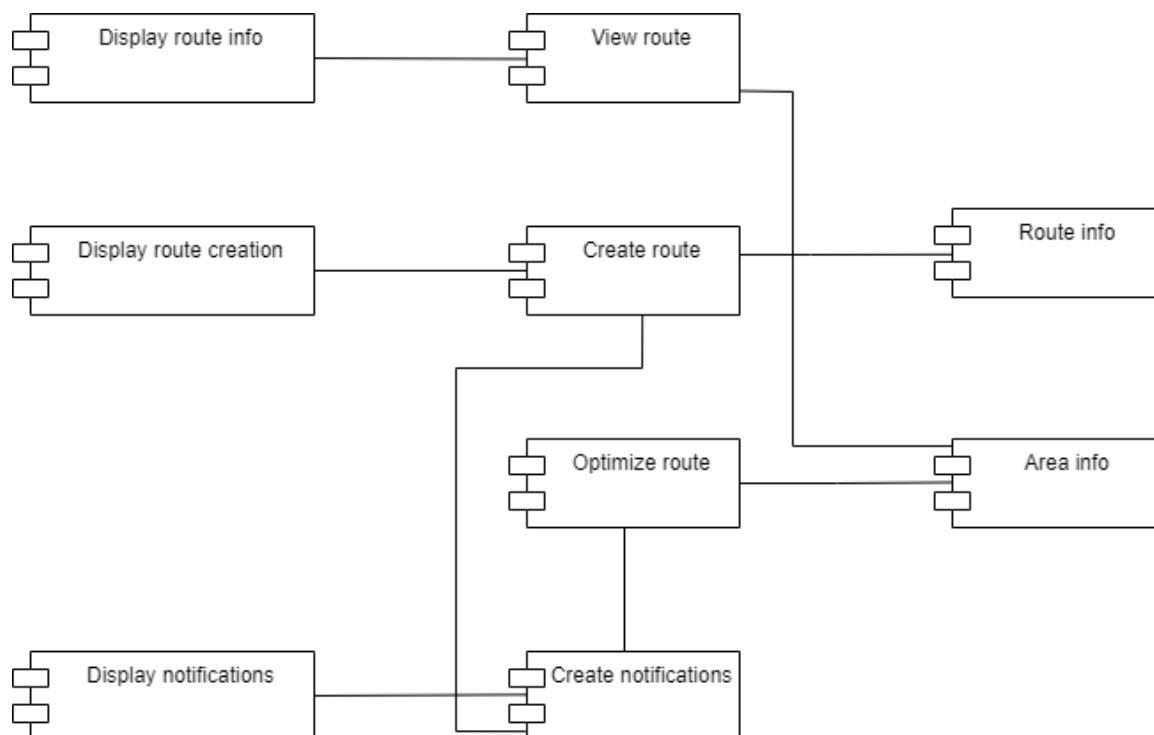 Display route info
View route
Display route creation
Create route
Route info
Optimize route
Area info
Display notifications
Create notifications